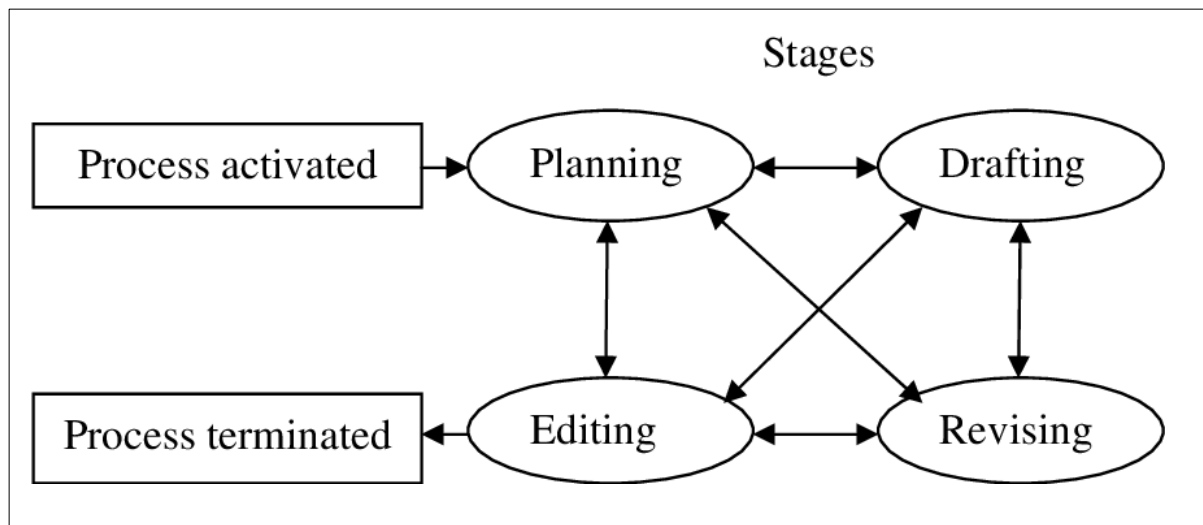 Stages
Process activated
Planning
Drafting
Process terminated
Editing
Revising